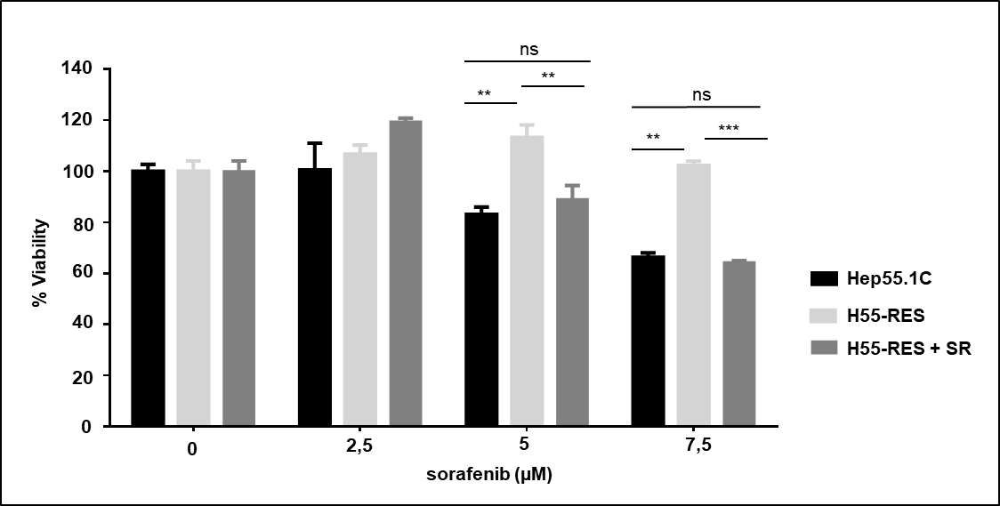 ns
** **
ns
** ***
140
120
100
80
60
40
20
0
% Viability
0 2,5 5 7,5
sorafenib (µM)
Hep55.1C
H55-RES
H55-RES + SR